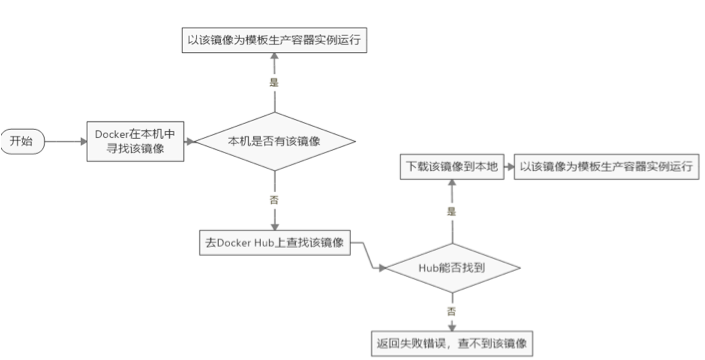 以该镜像为模板生产容器实例运行
是
开始
Docker在本机中
寻找该镜像
本机是否有该镜像
否
去Docker Hub上查找该镜像
下载该镜像到本地
以该镜像为模板生产容器实例运行
是
Hub能否找到
否
返回失败错误，查不到该镜像